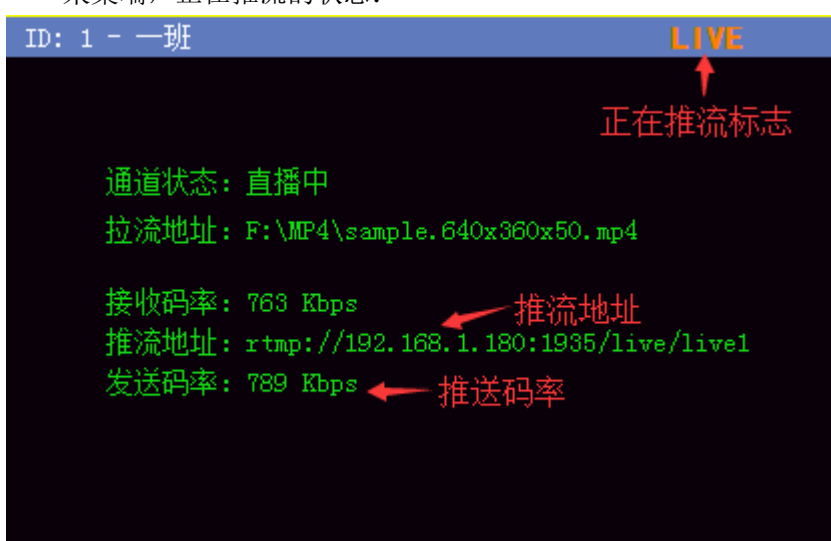 ID: 1 - 一班
LIVE
正在推流标志
通道状态: 直播中
拉流地址: F:\MP4\sample.640x360x50.mp4
接收码率: 763 Kbps
推流地址
推流地址: rtmp://192.168.1.180:1935/live/live1
发送码率: 789 Kbps
推送码率